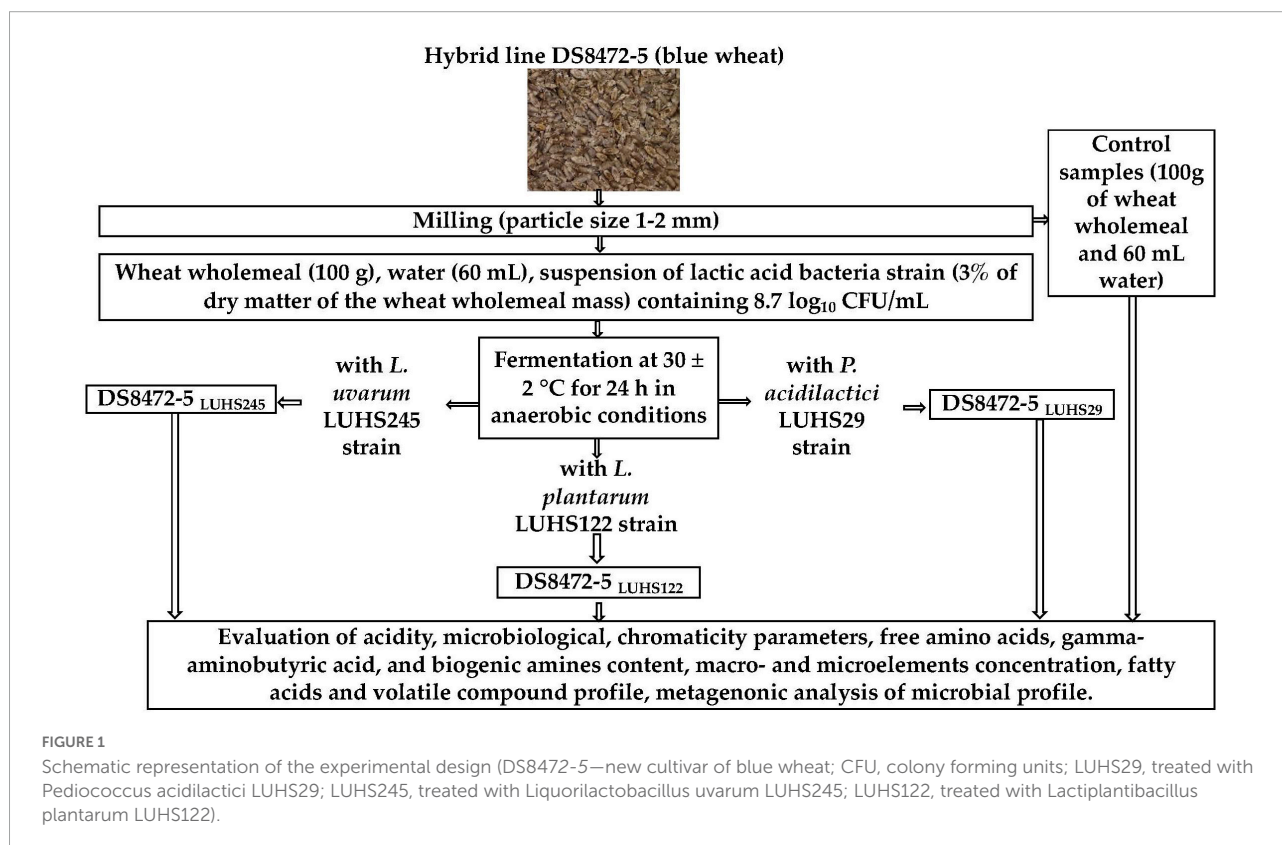 Hybrid line DS8472-5 (blue wheat)
Milling (particle size 1-2 mm)
Control
samples (100g
of wheat
wholemeal
and 60 mL
water)
Wheat wholemeal (100 g), water (60 mL), suspension of lactic acid bacteria strain (3% of
dry matter of the wheat wholemeal mass) containing 8.7 log₁₀ CFU/mL
Fermentation at 30 ±
2 °C for 24 h in
anaerobic conditions
with L.
uvarum
LUHS245
strain
DS8472-5 LUHS245
with P.
acidilactici
LUHS29
strain
DS8472-5 LUHS29
with L.
plantarum
LUHS122 strain
DS8472-5 LUHS122
Evaluation of acidity, microbiological, chromaticity parameters, free amino acids, gamma-
aminobutyric acid, and biogenic amines content, macro- and microelements concentration, fatty
acids and volatile compound profile, metagenonic analysis of microbial profile.
FIGURE 1
Schematic representation of the experimental design (DS8472-5—new cultivar of blue wheat; CFU, colony forming units; LUHS29, treated with
Pediococcus acidilactici LUHS29; LUHS245, treated with Liquorilactobacillus uvarum LUHS245; LUHS122, treated with Lactiplantibacillus
plantarum LUHS122).